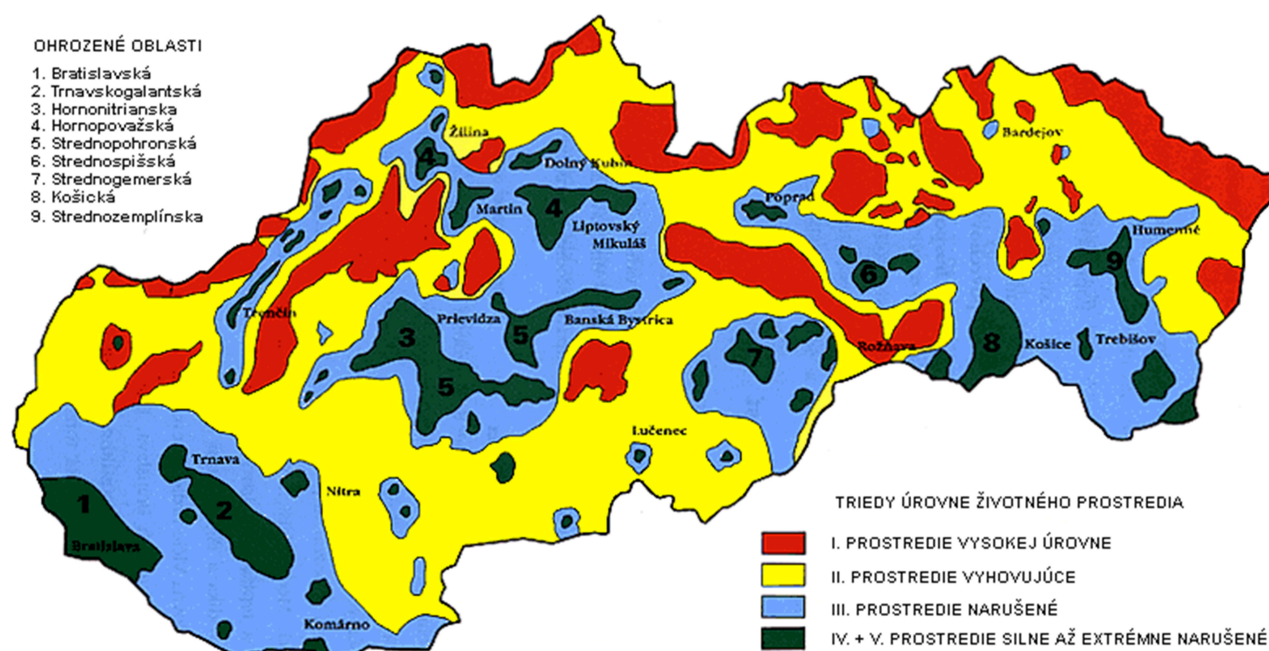 OHROZENÉ OBLASTI
1. Bratislavská
2. Trnavskogalantská
3. Hornonitrianska
4. Hornopovažská
5. Strednopohronská
6. Strednospišská
7. Strednogemerská
8. Košická
9. Strednozemplínska
Žilina
Bardejov
4
Dolný Kubín
Poprad
Martin
4
Liptovský
Mikuláš
Humenné
9
6
Trenčín
3
Prievidza
5
Banská Bystrica
Rožňava
8
Košice
Trebišov
7
5
Lučenec
Trnava
Nitra
1
2
Bratislava
Komárno
TRIEDY ÚROVNE ŽIVOTNÉHO PROSTREDIA
I. PROSTREDIE VYSOKEJ ÚROVNE
II. PROSTREDIE VYHOVUJÚCE
III. PROSTREDIE NARUŠENÉ
IV. + V. PROSTREDIE SILNE AŽ EXTRÉMNE NARUŠENÉ